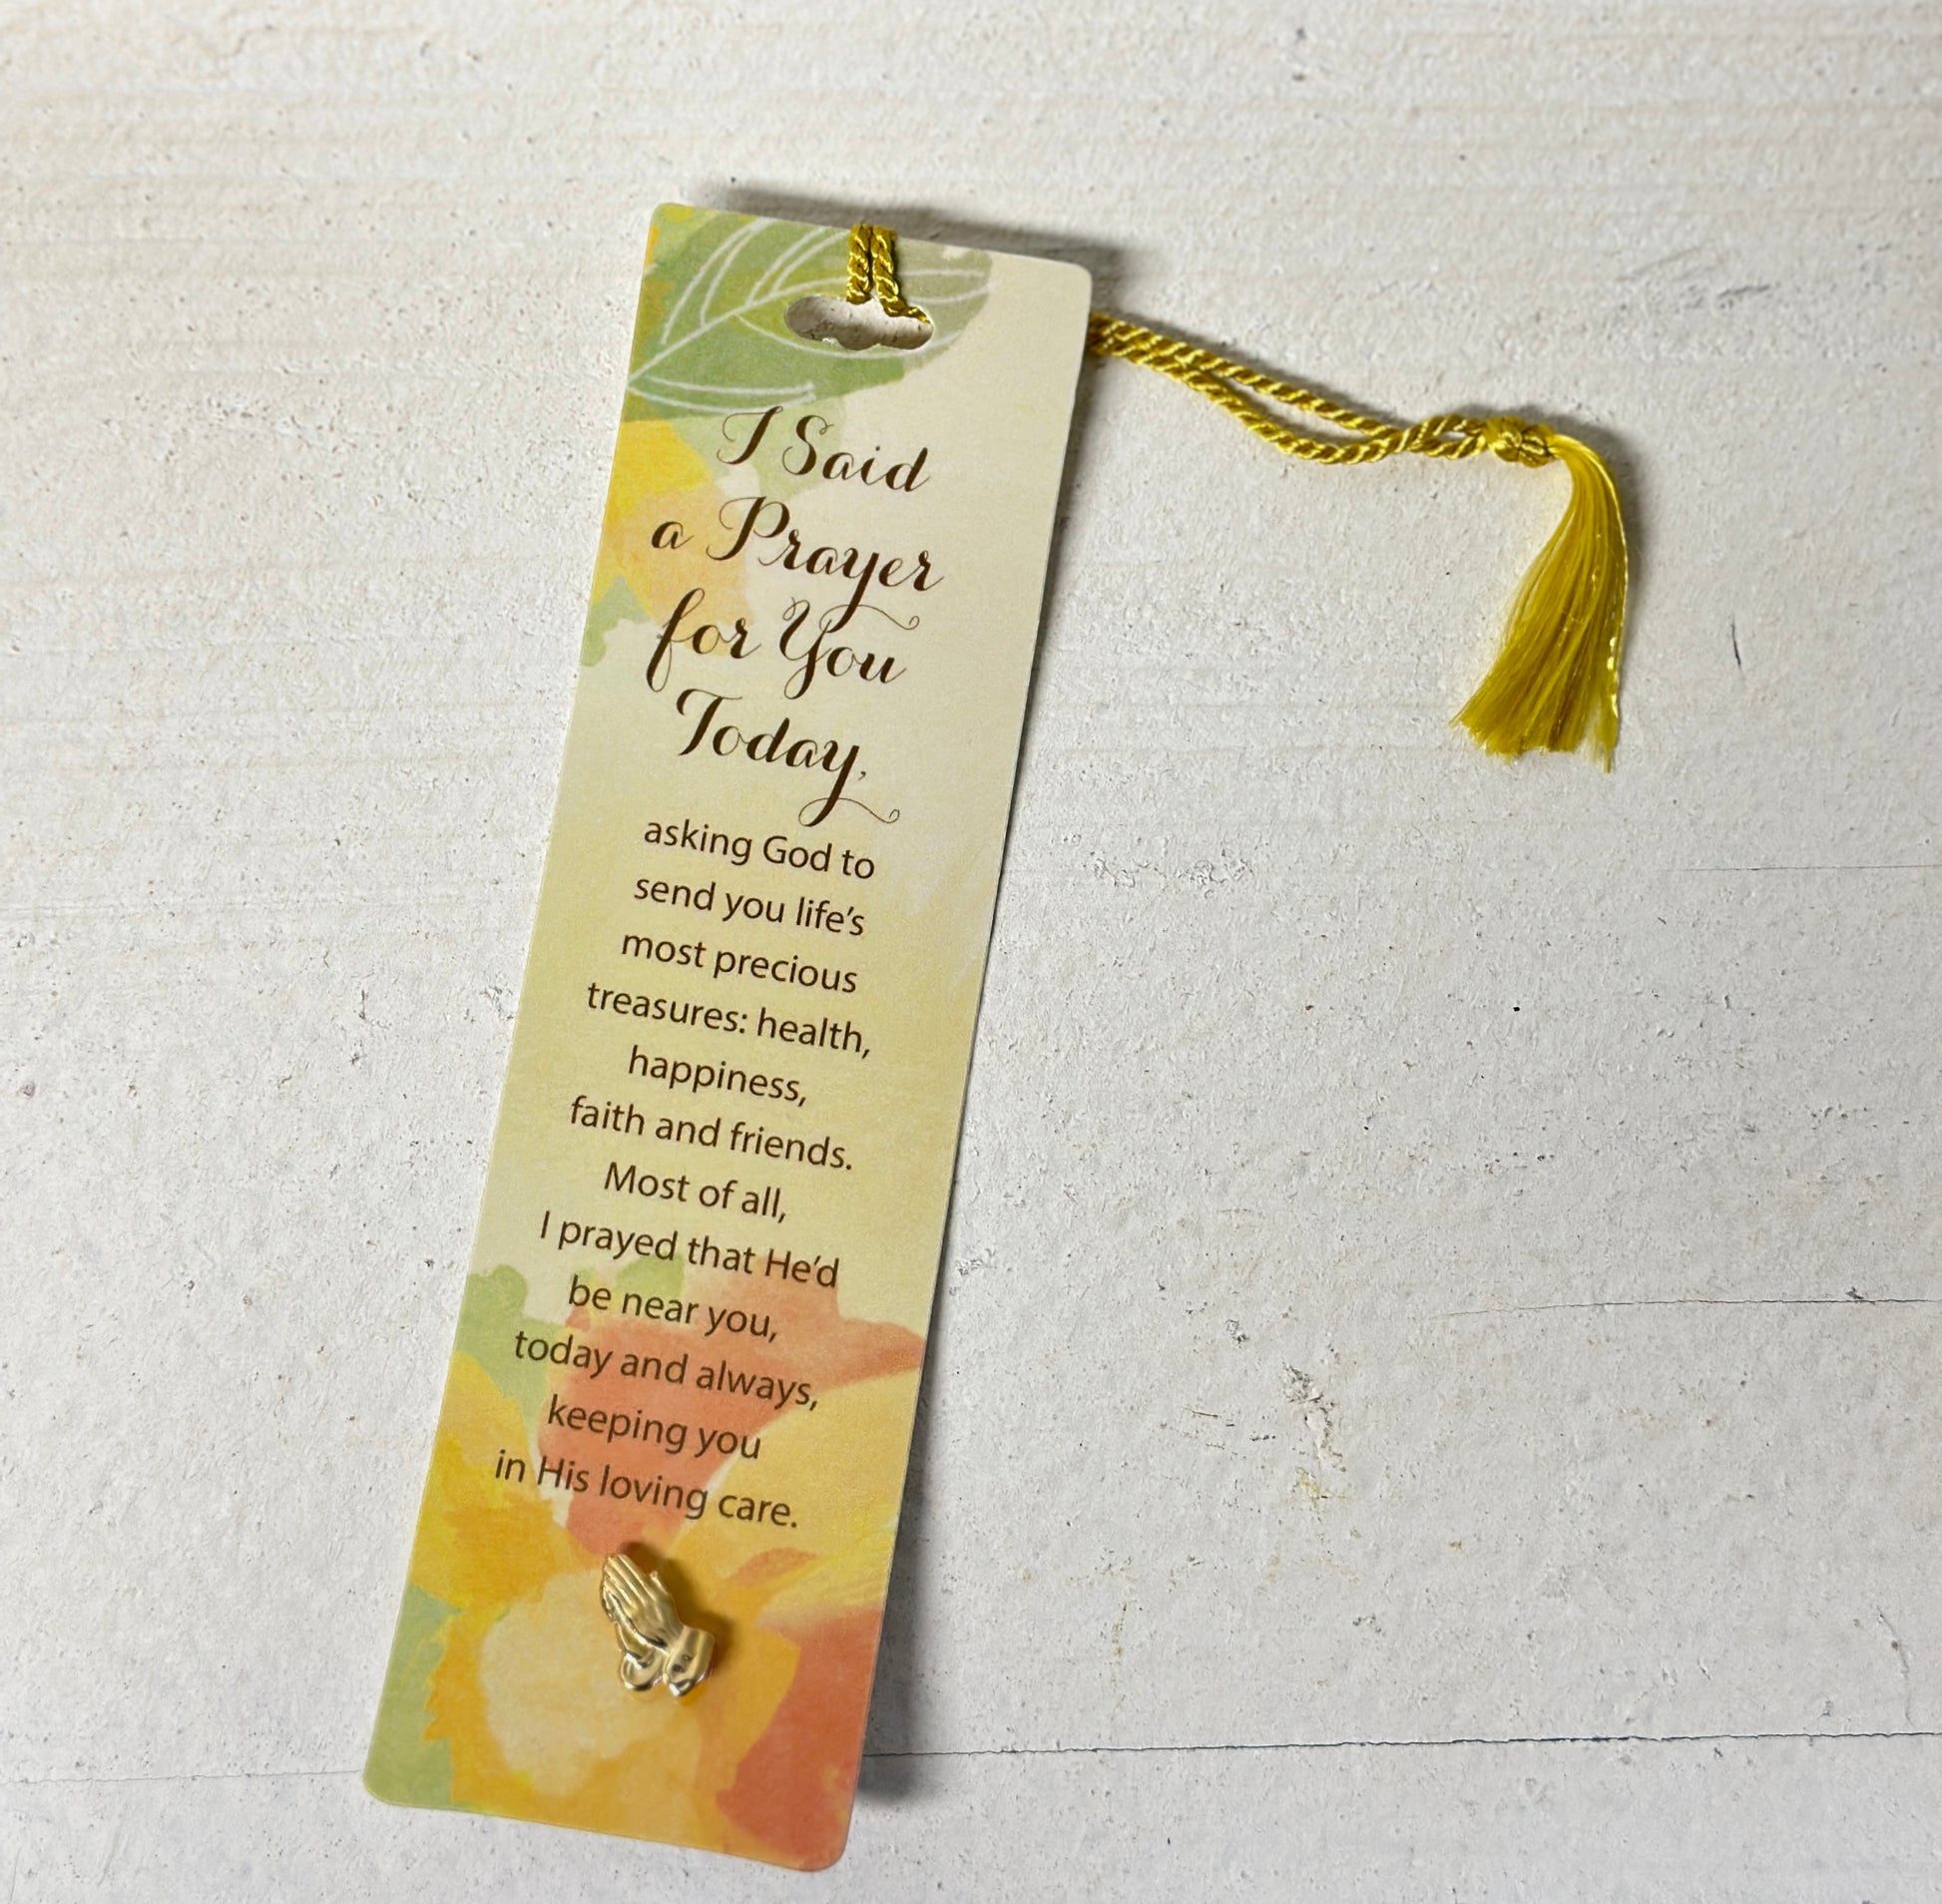 I Said
a Prayer
for You
Today,
asking God to
send you life's
most precious
treasures: health,
happiness,
faith and friends.
Most of all,
I prayed that He'd
be near you,
today and always,
keeping you
in His loving care.